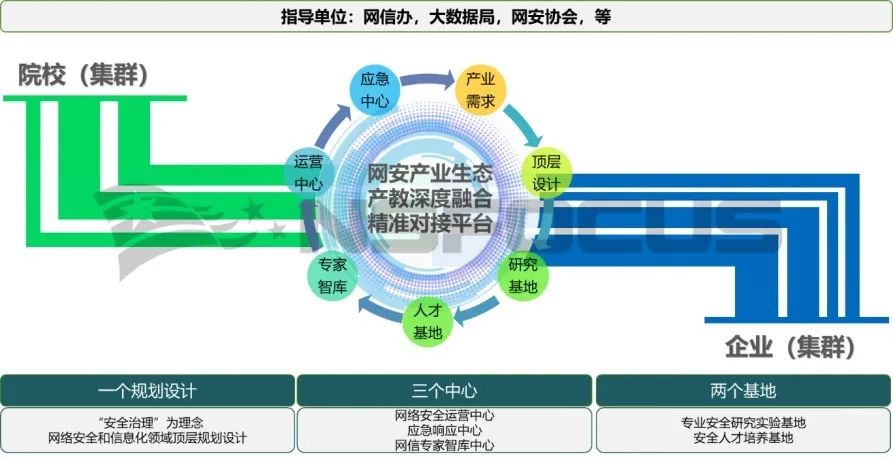 指导单位：网信办，大数据局，网安协会，等
院校（集群）
应急
中心
产业
需求
运营
中心
顶层
设计
网安产业生态
产教深度融合
精准对接平台
NSFOCUS
专家
智库
研究
基地
人才
基地
企业（集群）
一个规划设计
三个中心
两个基地
“安全治理”为理念
网络安全和信息化领域顶层规划设计
网络安全运营中心
应急响应中心
网信专家智库中心
专业安全研究实验基地
安全人才培养基地